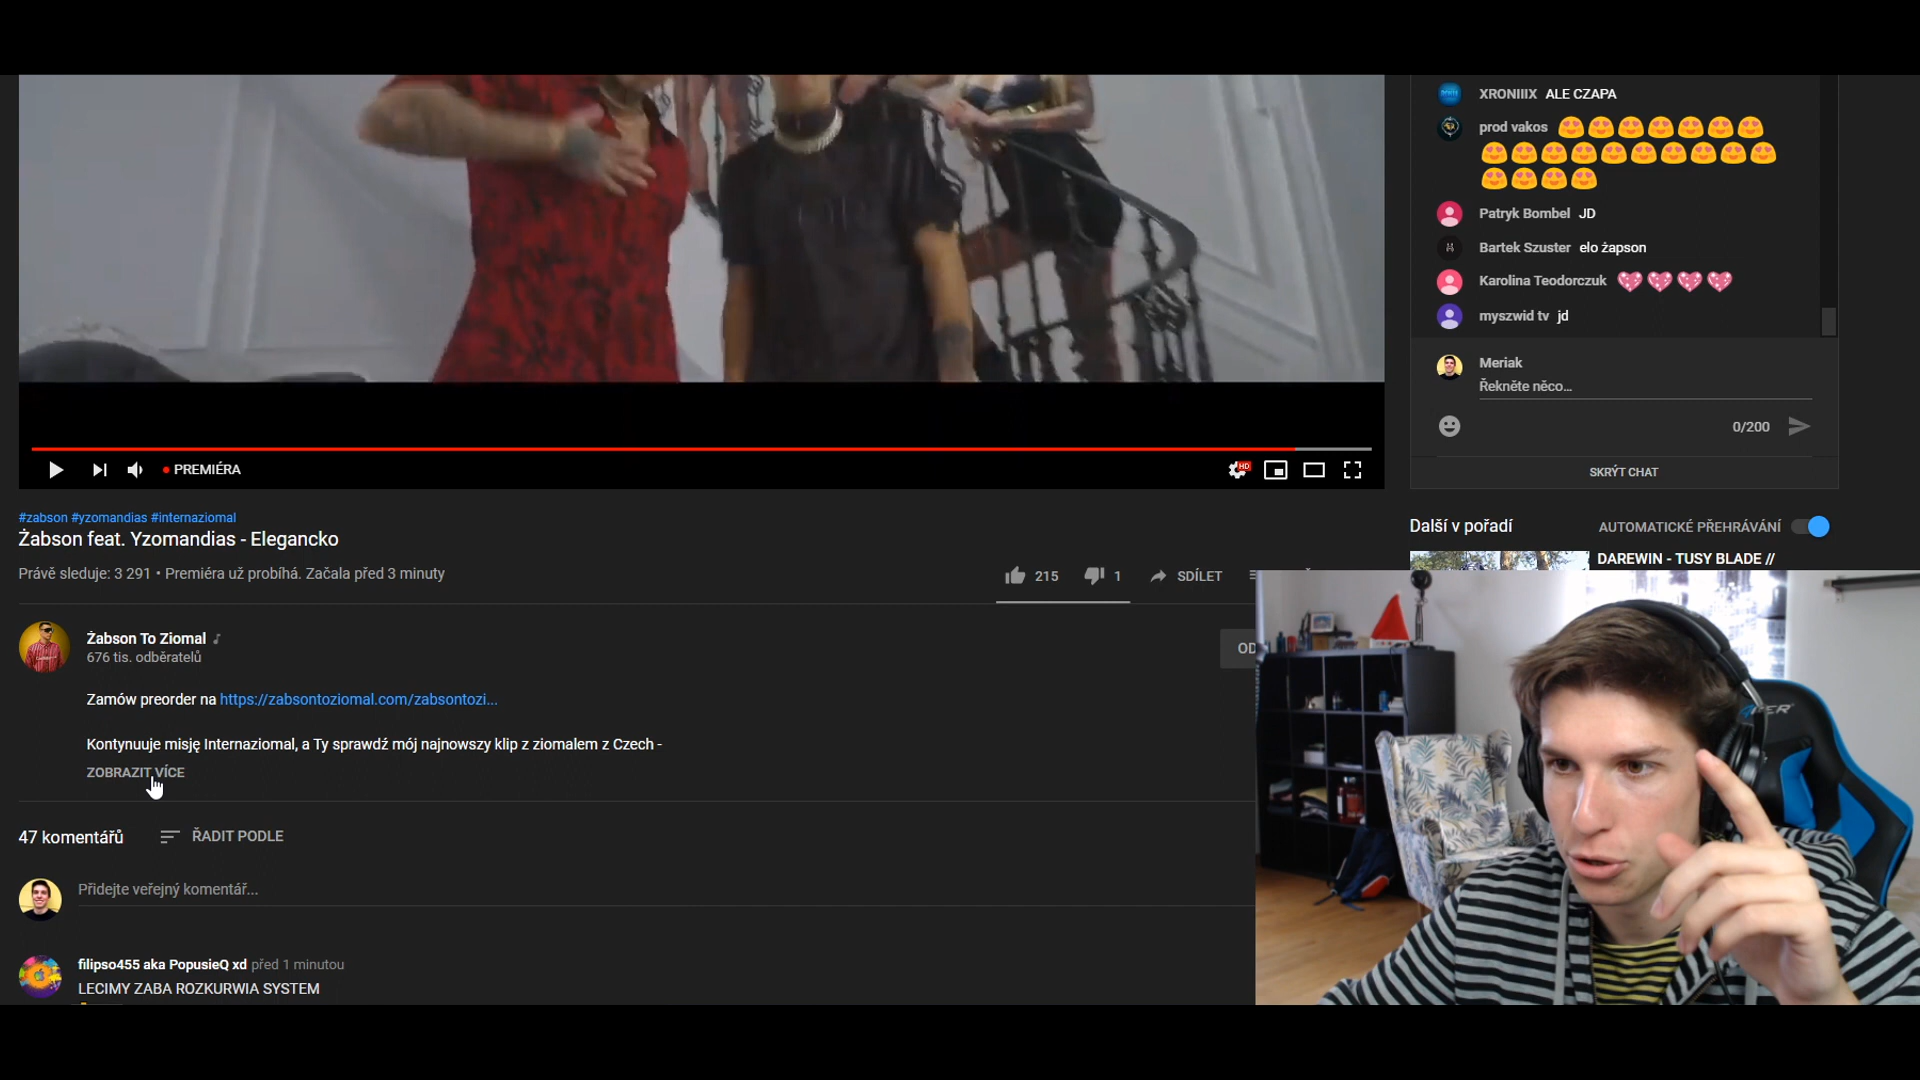 XRONIIIX ALE CZAPA
prod vakos
Patryk Bombel JD
Bartek Szuster elo żapson
Karolina Teodorczuk
myszwid tv jd
Meriak
Řekněte něco...
0/200
SKRÝT CHAT
PREMIÉRA
HD
#zabson #yzomandias #internaziomal
Żabson feat. Yzomandias - Elegancko
Právě sleduje: 3 291 • Premiéra už probíhá. Začala před 3 minuty
215
1
SDÍLET
Další v pořadí
AUTOMATICKÉ PŘEHRÁVÁNÍ
DAREWIN - TUSY BLADE //
Żabson To Ziomal
676 tis. odběratelů
OD
Zamów preorder na https://zabsontoziomal.com/zabsontozi...
Kontynuuje misję Internaziomal, a Ty sprawdź mój najnowszy klip z ziomalem z Czech -
ZOBRAZIT VÍCE
47 komentářů
ŘADIT PODLE
Přidejte veřejný komentář...
filipso455 aka PopusieQ xd před 1 minutou
LECIMY ZABA ROZKURWIA SYSTEM